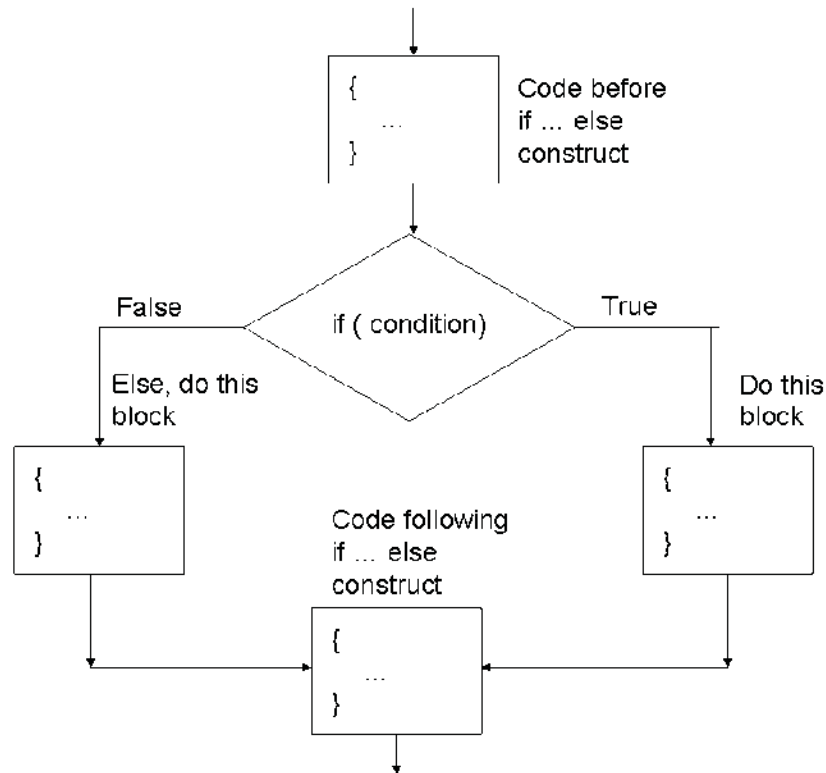 {
...
}
Code before
if ... else
construct
False
if ( condition)
True
Else, do this
block
Do this
block
{
...
}
Code following
if ... else
construct
{
...
}
{
...
}